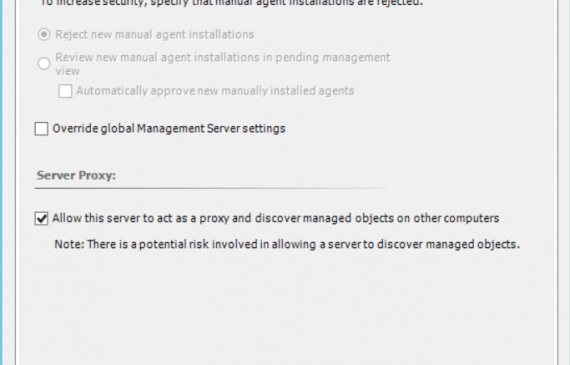 To increase security, specify that manual agent installations are rejected.
Reject new manual agent installations
Review new manual agent installations in pending management
view
Automatically approve new manually installed agents
Override global Management Server settings
Server Proxy:
Allow this server to act as a proxy and discover managed objects on other computers
Note: There is a potential risk involved in allowing a server to discover managed objects.